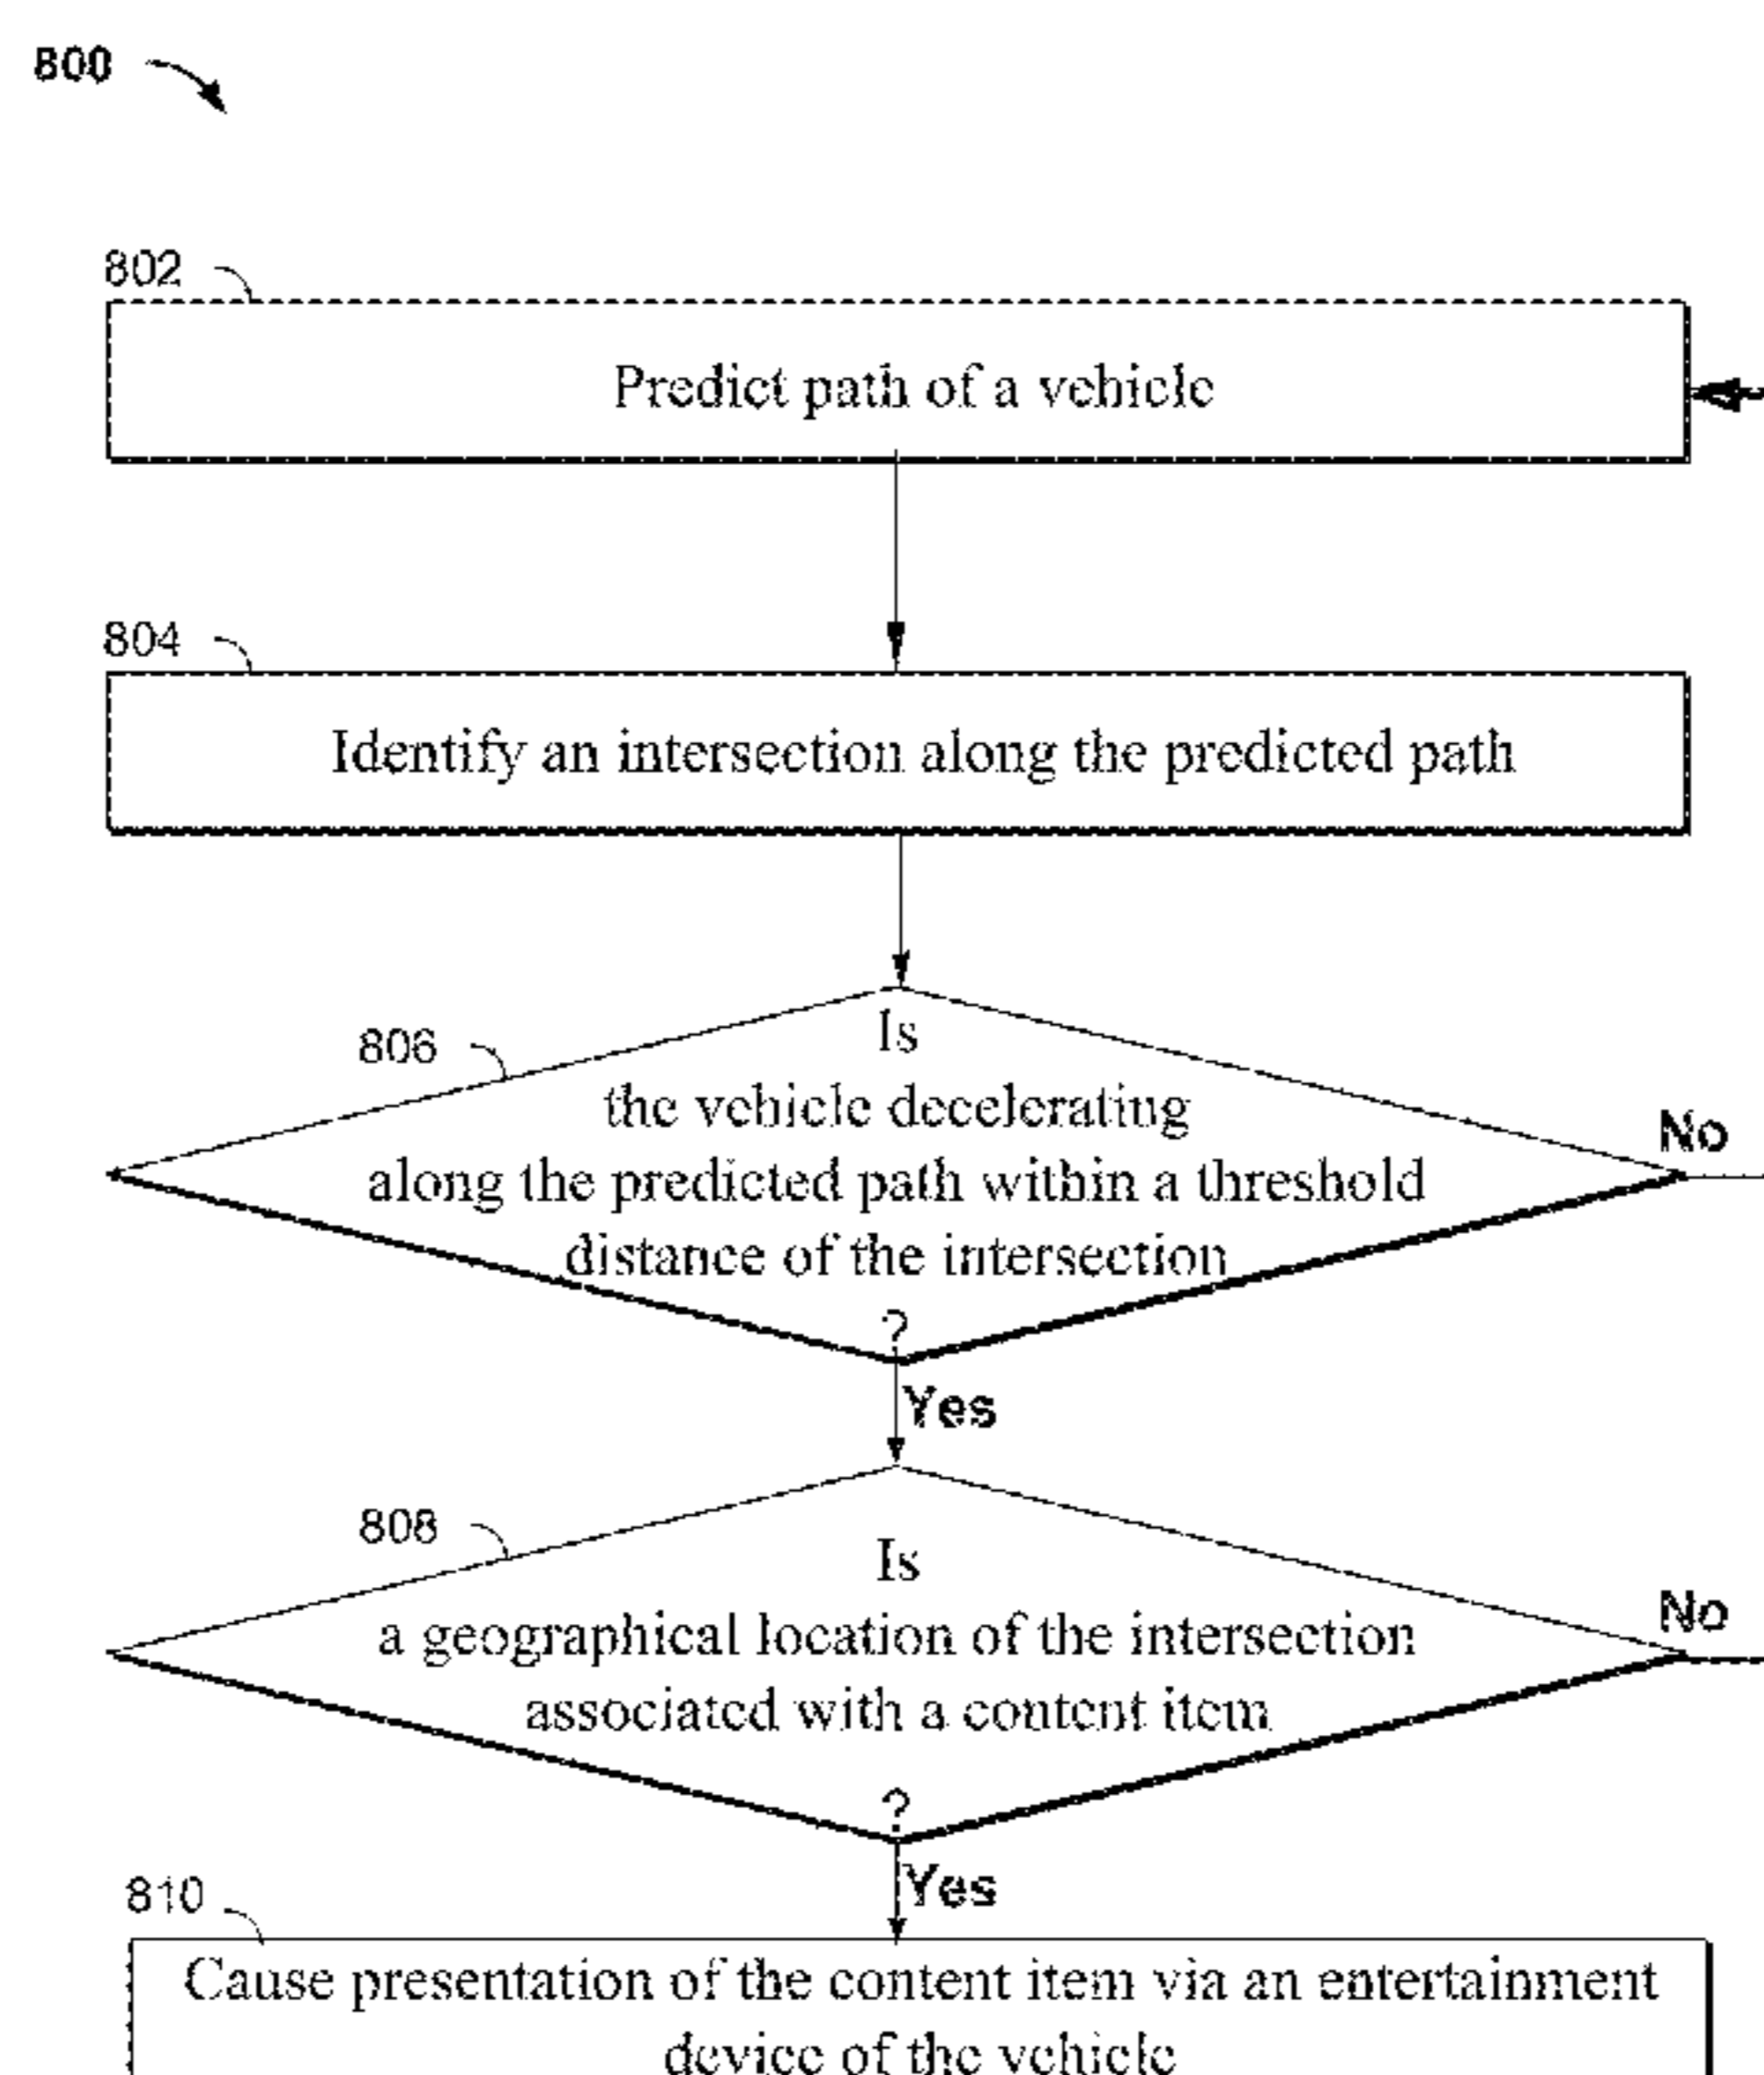 800
802
Predict path of a vehicle
804
Identify an intersection along the predicted path
806
Is
the vehicle decelerating
along the predicted path within a threshold
distance of the intersection
?
No
Yes
808
Is
a geographical location of the intersection
associated with a content item
?
No
Yes
810
Cause presentation of the content item via an entertainment
device of the vehicle